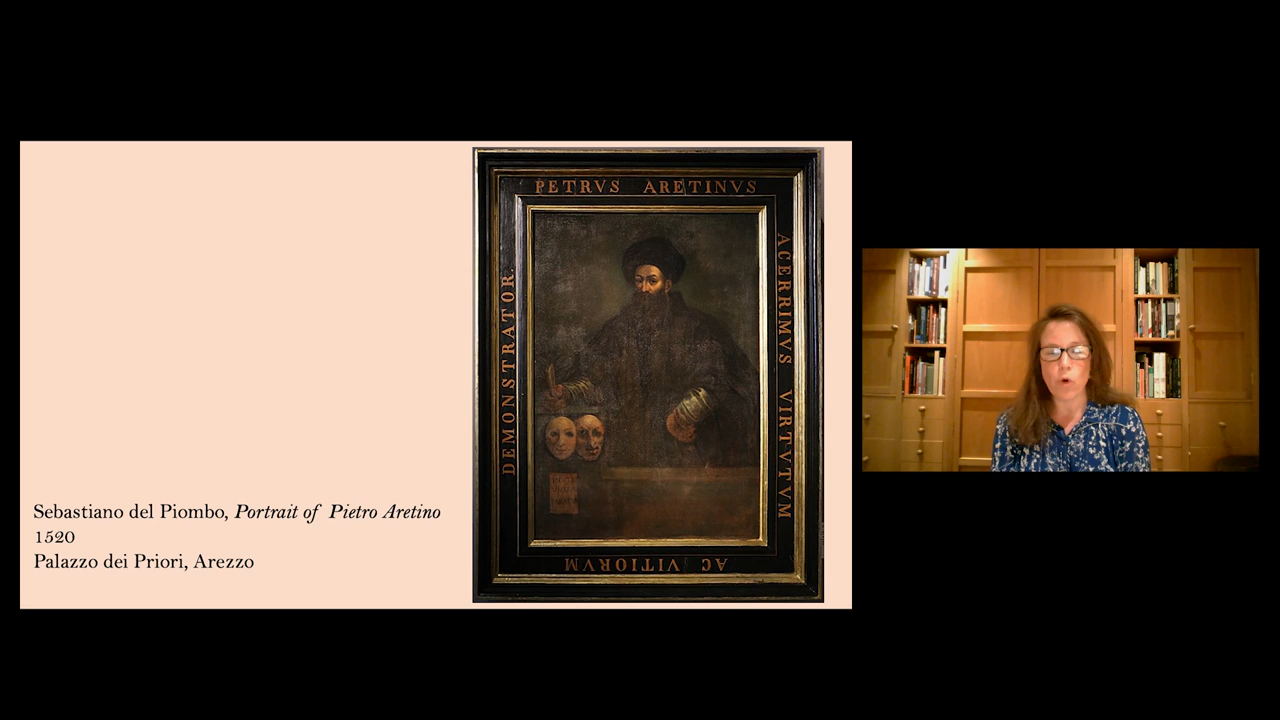 Sebastiano del Piombo, Portrait of Pietro Aretino
1520
Palazzo dei Priori, Arezzo
PETRVS ARETINVS
ACERRIMVS VIRTVTVM
AC VITIORVM
DEMONSTRATOR